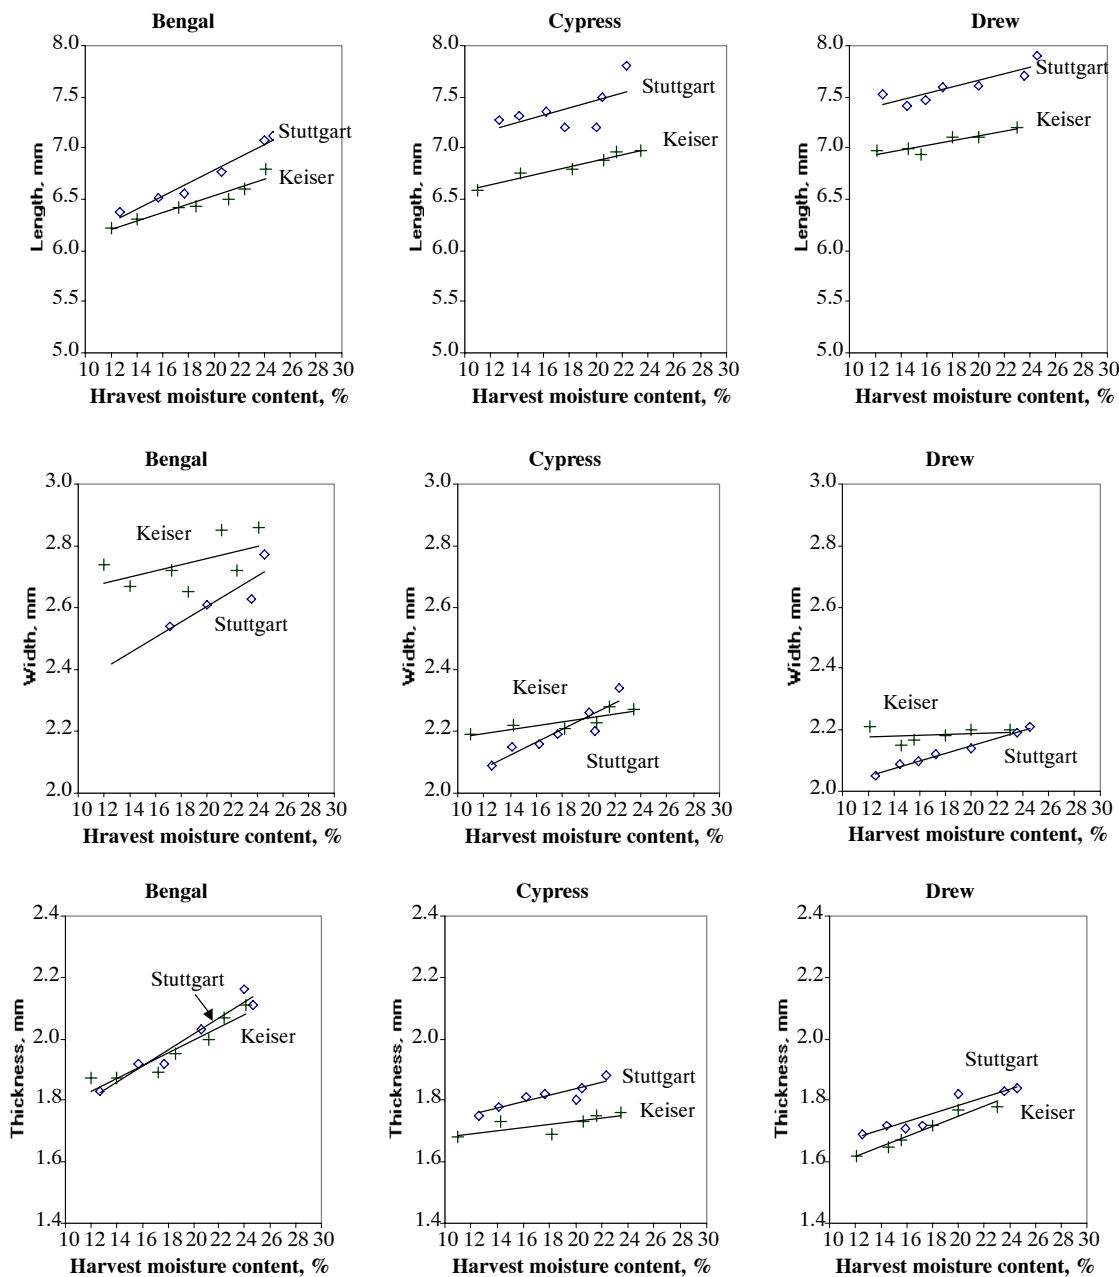 Bengal
8.0
7.5
7.0
6.5
6.0
5.5
5.0
Length, mm
Stuttgart
Keiser
10 12 14 16 18 20 22 24 26 28 30
Hravest moisture content, %
Cypress
8.0
7.5
7.0
6.5
6.0
5.5
5.0
Length, mm
Stuttgart
Keiser
10 12 14 16 18 20 22 24 26 28 30
Harvest moisture content, %
Drew
8.0
7.5
7.0
6.5
6.0
5.5
5.0
Length, mm
Stuttgart
Keiser
10 12 14 16 18 20 22 24 26 28 30
Harvest moisture content, %
Bengal
3.0
2.8
2.6
2.4
2.2
2.0
Width, mm
Keiser
Stuttgart
10 12 14 16 18 20 22 24 26 28 30
Hravest moisture content, %
Cypress
3.0
2.8
2.6
2.4
2.2
2.0
Width, mm
Keiser
Stuttgart
10 12 14 16 18 20 22 24 26 28 30
Harvest moisture content, %
Drew
3.0
2.8
2.6
2.4
2.2
2.0
Width, mm
Keiser
Stuttgart
10 12 14 16 18 20 22 24 26 28 30
Harvest moisture content, %
Bengal
2.4
2.2
2.0
1.8
1.6
1.4
Thickness, mm
Stuttgart
Keiser
10 12 14 16 18 20 22 24 26 28 30
Harvest moisture content, %
Cypress
2.4
2.2
2.0
1.8
1.6
1.4
Thickness, mm
Stuttgart
Keiser
10 12 14 16 18 20 22 24 26 28 30
Harvest moisture content, %
Drew
2.4
2.2
2.0
1.8
1.6
1.4
Thickness, mm
Stuttgart
Keiser
10 12 14 16 18 20 22 24 26 28 30
Harvest moisture content, %